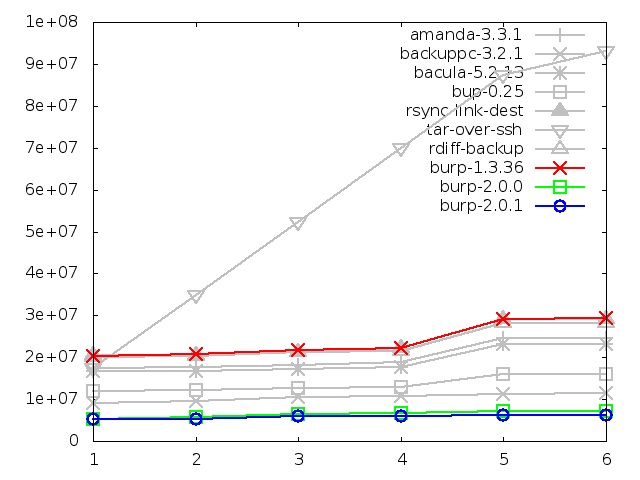 1e+08
9e+07
8e+07
7e+07
6e+07
5e+07
4e+07
3e+07
2e+07
1e+07
0
1 2 3 4 5 6
amanda-3.3.1
backuppc-3.2.1
bacula-5.2.13
bup-0.25
rsync link-dest
tar-over-ssh
rdiff-backup
burp-1.3.36
burp-2.0.0
burp-2.0.1